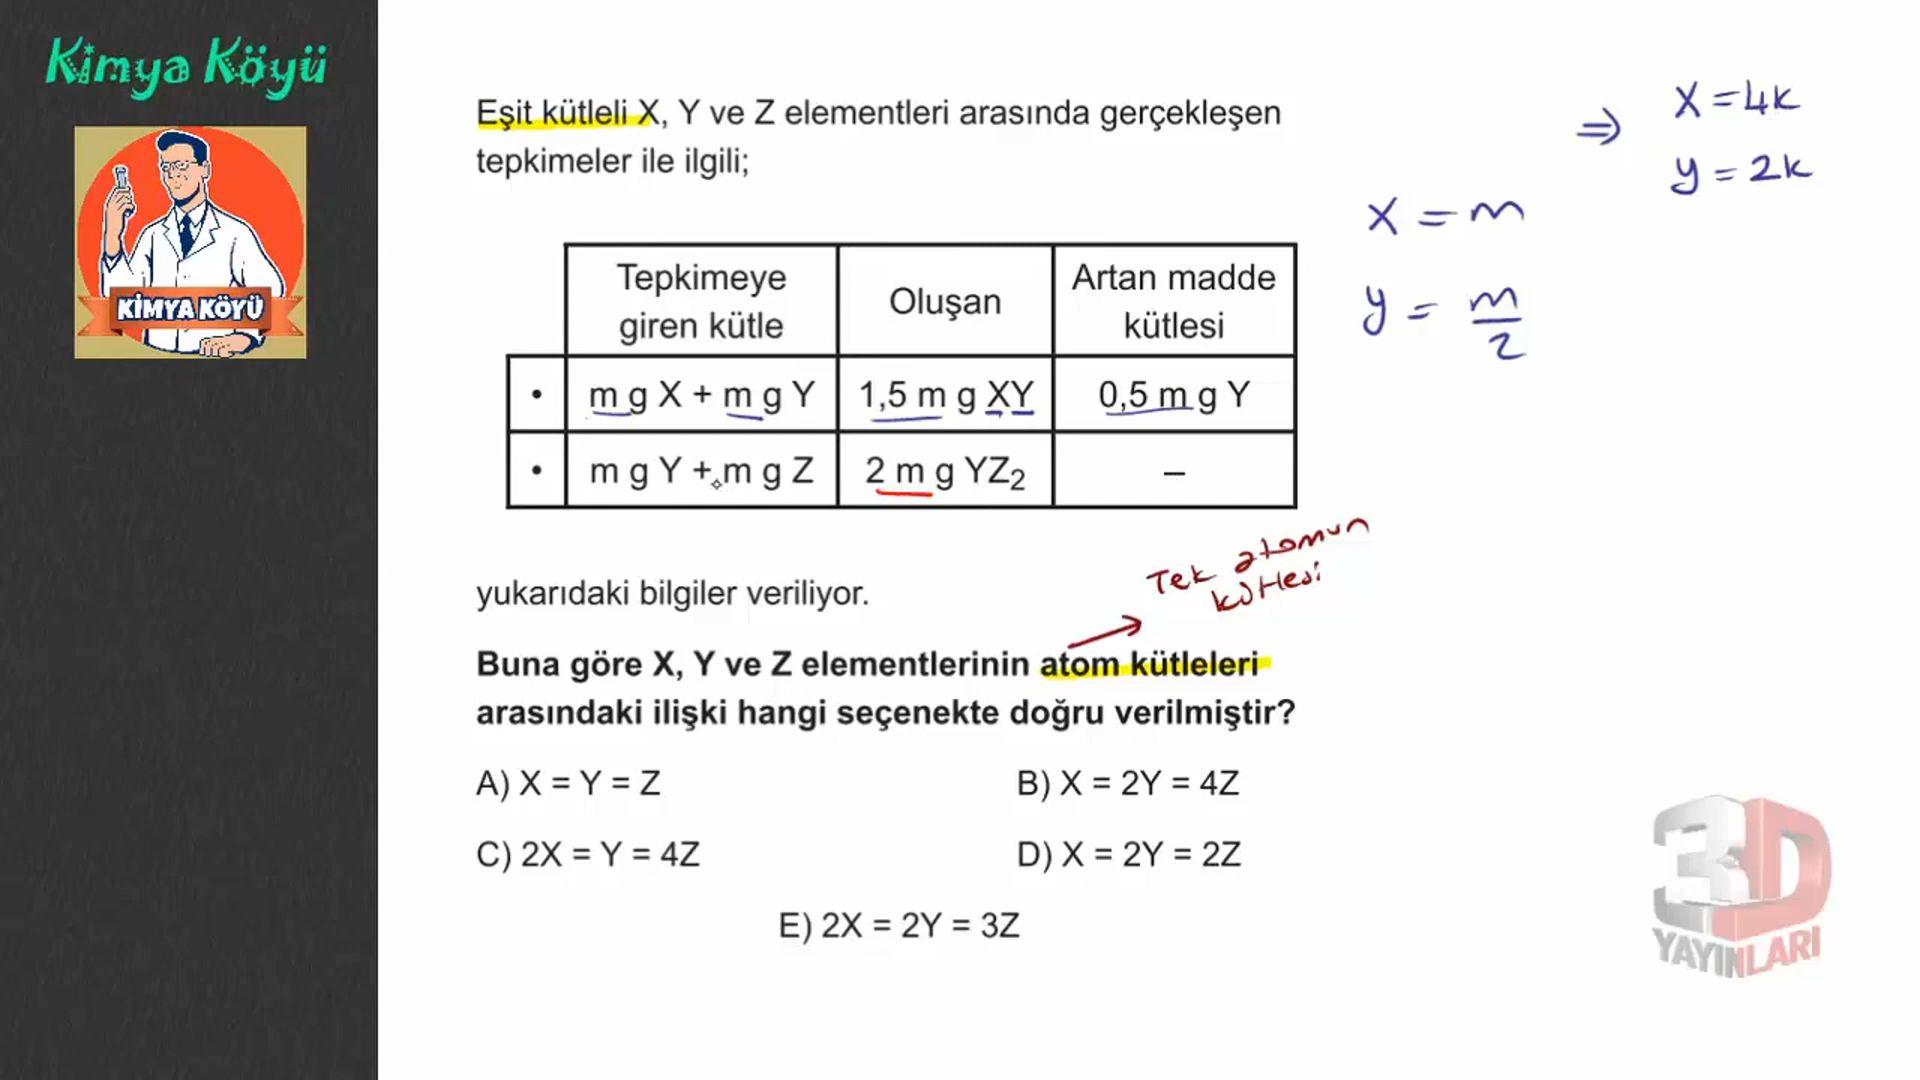 Kimya Köyü
KİMYA KÖYÜ
Eşit kütleli X, Y ve Z elementleri arasında gerçekleşen
tepkimeler ile ilgili;
Tepkimeye giren kütle
Oluşan
Artan madde kütlesi
• m g X + m g Y 1,5 m g XY 0,5 m g Y
• m g Y + m g Z 2 m g YZ₂ –
X = m
y = m/2
⇒ X = 4k
y = 2k
yukarıdaki bilgiler veriliyor.
Tek atomun
kütlesi
Buna göre X, Y ve Z elementlerinin atom kütleleri
arasındaki ilişki hangi seçenekte doğru verilmiştir?
A) X = Y = Z
B) X = 2Y = 4Z
C) 2X = Y = 4Z
D) X = 2Y = 2Z
E) 2X = 2Y = 3Z
3D
YAYINLARI